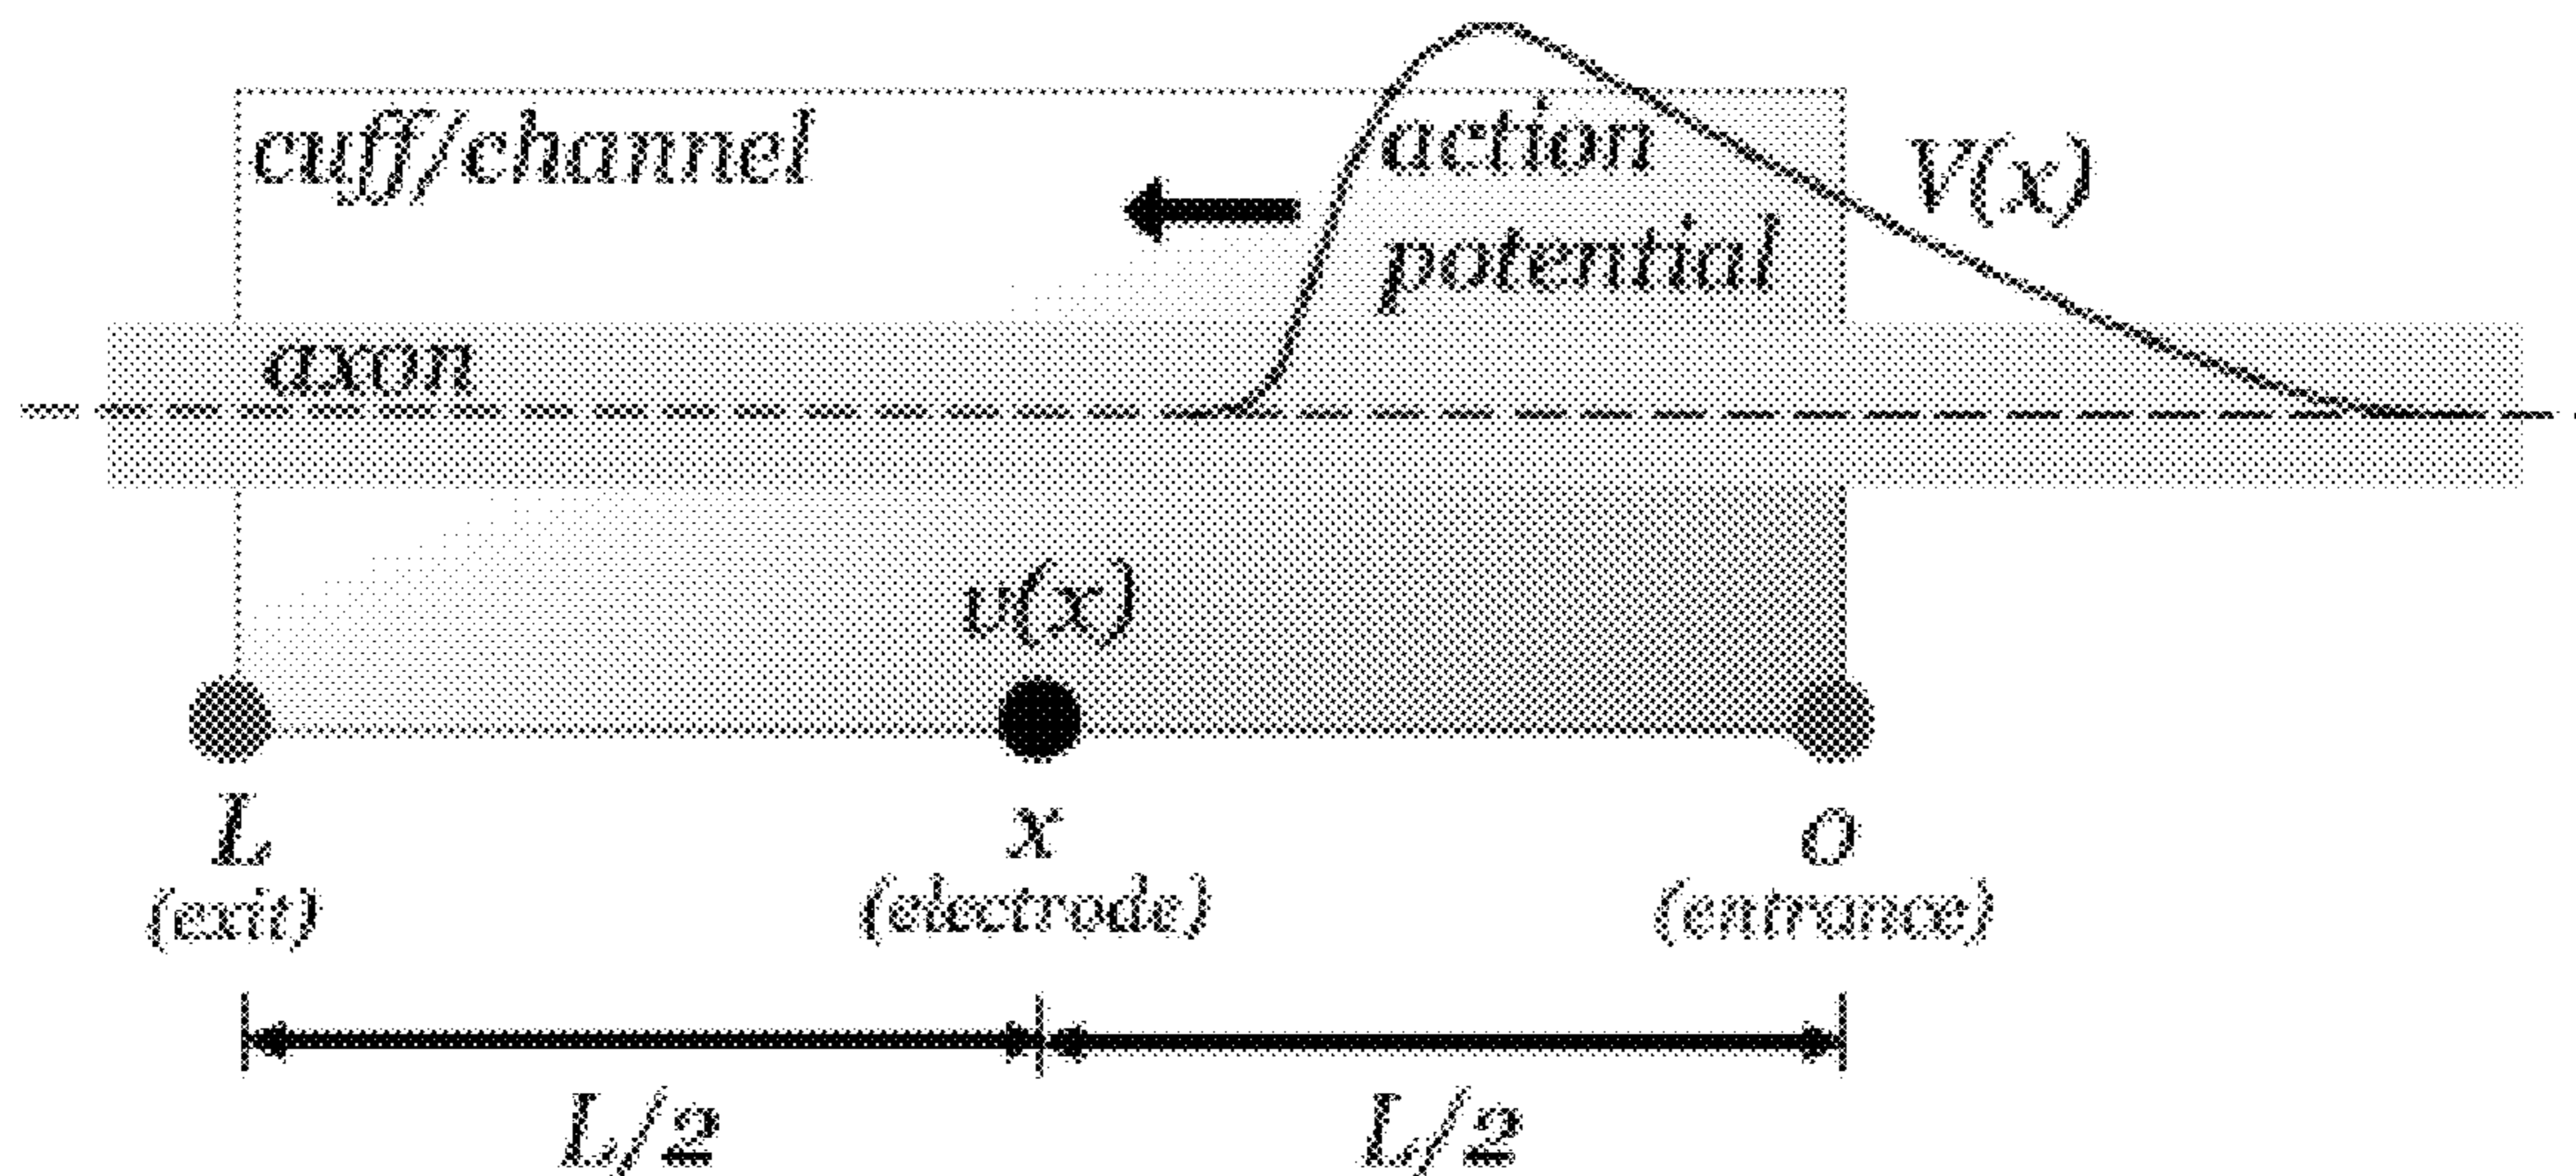 cuff/channel
action
potential
V(x)
axon
v(x)
L
x
0
(exit)
(electrode)
(entrance)
L/2
L/2